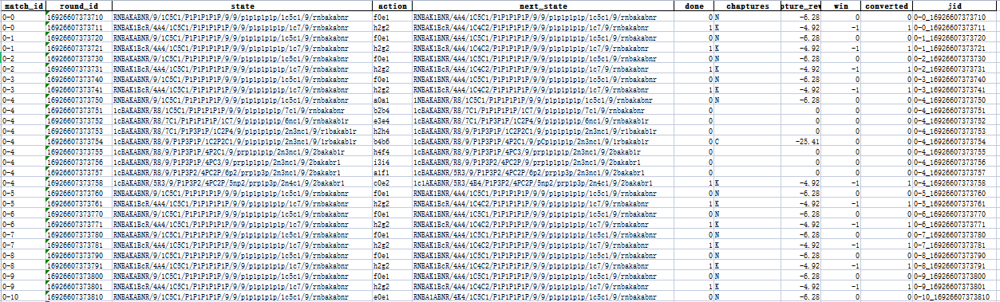 match_id round_id state action next_state done chaptures pture_rew win converted jid
0-0 16926607373710 RNBAKABNR/9/1C5C1/P1P1P1P1P/9/9/p1p1p1p1p/1c5c1/9/rnbakabnr f0e1 RNBAK1BNR/4A4/1C5C1/P1P1P1P1P/9/9/p1p1p1p1p/1c5c1/9/rnbakabnr 0 N -6.28 0 0 0-0_16926607373710
0-0 16926607373711 RNBAK1BcR/4A4/1C5C1/P1P1P1P1P/9/9/p1p1p1p1p/1c7/9/rnbakabnr h2g2 RNBAK1BcR/4A4/1C4C2/P1P1P1P1P/9/9/p1p1p1p1p/1c7/9/rnbakabnr 1 K -4.92 -1 1 0-0_16926607373711
0-1 16926607373720 RNBAKABNR/9/1C5C1/P1P1P1P1P/9/9/p1p1p1p1p/1c5c1/9/rnbakabnr f0e1 RNBAK1BNR/4A4/1C5C1/P1P1P1P1P/9/9/p1p1p1p1p/1c5c1/9/rnbakabnr 0 N -6.28 0 0 0-1_16926607373720
0-1 16926607373721 RNBAK1BcR/4A4/1C5C1/P1P1P1P1P/9/9/p1p1p1p1p/1c7/9/rnbakabnr h2g2 RNBAK1BcR/4A4/1C4C2/P1P1P1P1P/9/9/p1p1p1p1p/1c7/9/rnbakabnr 1 K -4.92 -1 1 0-1_16926607373721
0-2 16926607373730 RNBAKABNR/9/1C5C1/P1P1P1P1P/9/9/p1p1p1p1p/1c5c1/9/rnbakabnr f0e1 RNBAK1BNR/4A4/1C5C1/P1P1P1P1P/9/9/p1p1p1p1p/1c5c1/9/rnbakabnr 0 N -6.28 0 0 0-2_16926607373730
0-2 16926607373731 RNBAK1BcR/4A4/1C5C1/P1P1P1P1P/9/9/p1p1p1p1p/1c7/9/rnbakabnr h2g2 RNBAK1BcR/4A4/1C4C2/P1P1P1P1P/9/9/p1p1p1p1p/1c7/9/rnbakabnr 1 K -4.92 -1 1 0-2_16926607373731
0-3 16926607373740 RNBAKABNR/9/1C5C1/P1P1P1P1P/9/9/p1p1p1p1p/1c5c1/9/rnbakabnr f0e1 RNBAK1BNR/4A4/1C5C1/P1P1P1P1P/9/9/p1p1p1p1p/1c5c1/9/rnbakabnr 0 N -6.28 0 0 0-3_16926607373740
0-3 16926607373741 RNBAK1BcR/4A4/1C5C1/P1P1P1P1P/9/9/p1p1p1p1p/1c7/9/rnbakabnr h2g2 RNBAK1BcR/4A4/1C4C2/P1P1P1P1P/9/9/p1p1p1p1p/1c7/9/rnbakabnr 1 K -4.92 -1 1 0-3_16926607373741
0-4 16926607373750 RNBAKABNR/9/1C5C1/P1P1P1P1P/9/9/p1p1p1p1p/1c5c1/9/rnbakabnr a0a1 1NBAKABNR/R8/1C5C1/P1P1P1P1P/9/9/p1p1p1p1p/1c5c1/9/rnbakabnr 0 N -6.28 0 0 0-4_16926607373750
0-4 16926607373751 1cBAKABNR/R8/1C5C1/P1P1P1P1P/9/9/p1p1p1p1p/7c1/9/rnbakabnr b2b4 1cBAKABNR/R8/7C1/P1P1P1P1P/1C7/9/p1p1p1p1p/7c1/9/rnbakabnr 0 0 0 0 0-4_16926607373751
0-4 16926607373752 1cBAKABNR/R8/7C1/P1P1P1P1P/1C7/9/p1p1p1p1p/6nc1/9/rnbakab1r e3e4 1cBAKABNR/R8/7C1/P1P3P1P/1C2P4/9/p1p1p1p1p/6nc1/9/rnbakab1r 0 0 0 0 0-4_16926607373752
0-4 16926607373753 1cBAKABNR/R8/7C1/P1P3P1P/1C2P4/9/p1p1p1p1p/2n3nc1/9/r1bakab1r h2h4 1cBAKABNR/R8/9/P1P3P1P/1C2P2C1/9/p1p1p1p1p/2n3nc1/9/r1bakab1r 0 0 0 0 0-4_16926607373753
0-4 16926607373754 1cBAKABNR/R8/9/P1P3P1P/1C2P2C1/9/p1p1p1p1p/2n3nc1/9/1rbakab1r b4b6 1cBAKABNR/R8/9/P1P3P1P/4P2C1/9/pCp1p1p1p/2n3nc1/9/1rbakab1r 0 C -25.41 0 0 0-4_16926607373754
0-4 16926607373755 1cBAKABNR/R8/9/P1P3P1P/4P2C1/9/prp1p1p1p/2n3nc1/9/2bakab1r h4f4 1cBAKABNR/R8/9/P1P3P1P/4PC3/9/prp1p1p1p/2n3nc1/9/2bakab1r 0 0 0 0 0-4_16926607373755
0-4 16926607373756 1cBAKABNR/R8/9/P1P3P1P/4PC3/9/prp1p1p1p/2n3nc1/9/2bakabr1 i3i4 1cBAKABNR/R8/9/P1P3P2/4PC2P/9/prp1p1p1p/2n3nc1/9/2bakabr1 0 0 0 0 0-4_16926607373756
0-4 16926607373757 1cBAKABNR/R8/9/P1P3P2/4PC2P/6p2/prp1p3p/2n3nc1/9/2bakabr1 a1f1 1cBAKABNR/5R3/9/P1P3P2/4PC2P/6p2/prp1p3p/2n3nc1/9/2bakabr1 0 0 0 0 0-4_16926607373757
0-4 16926607373758 1cBAKABNR/5R3/9/P1P3P2/4PC2P/5np2/prp1p3p/2n4c1/9/2bakabr1 c0e2 1c1AKABNR/5R3/4B4/P1P3P2/4PC2P/5np2/prp1p3p/2n4c1/9/2bakabr1 1 K -4.92 -1 1 0-4_16926607373758
0-5 16926607373760 RNBAKABNR/9/1C5C1/P1P1P1P1P/9/9/p1p1p1p1p/1c5c1/9/rnbakabnr f0e1 RNBAK1BNR/4A4/1C5C1/P1P1P1P1P/9/9/p1p1p1p1p/1c5c1/9/rnbakabnr 0 N -6.28 0 0 0-5_16926607373760
0-5 16926607373761 RNBAK1BcR/4A4/1C5C1/P1P1P1P1P/9/9/p1p1p1p1p/1c7/9/rnbakabnr h2g2 RNBAK1BcR/4A4/1C4C2/P1P1P1P1P/9/9/p1p1p1p1p/1c7/9/rnbakabnr 1 K -4.92 -1 1 0-5_16926607373761
0-6 16926607373770 RNBAKABNR/9/1C5C1/P1P1P1P1P/9/9/p1p1p1p1p/1c5c1/9/rnbakabnr f0e1 RNBAK1BNR/4A4/1C5C1/P1P1P1P1P/9/9/p1p1p1p1p/1c5c1/9/rnbakabnr 0 N -6.28 0 0 0-6_16926607373770
0-6 16926607373771 RNBAK1BcR/4A4/1C5C1/P1P1P1P1P/9/9/p1p1p1p1p/1c7/9/rnbakabnr h2g2 RNBAK1BcR/4A4/1C4C2/P1P1P1P1P/9/9/p1p1p1p1p/1c7/9/rnbakabnr 1 K -4.92 -1 1 0-6_16926607373771
0-7 16926607373780 RNBAKABNR/9/1C5C1/P1P1P1P1P/9/9/p1p1p1p1p/1c5c1/9/rnbakabnr f0e1 RNBAK1BNR/4A4/1C5C1/P1P1P1P1P/9/9/p1p1p1p1p/1c5c1/9/rnbakabnr 0 N -6.28 0 0 0-7_16926607373780
0-7 16926607373781 RNBAK1BcR/4A4/1C5C1/P1P1P1P1P/9/9/p1p1p1p1p/1c7/9/rnbakabnr h2g2 RNBAK1BcR/4A4/1C4C2/P1P1P1P1P/9/9/p1p1p1p1p/1c7/9/rnbakabnr 1 K -4.92 -1 1 0-7_16926607373781
0-8 16926607373790 RNBAKABNR/9/1C5C1/P1P1P1P1P/9/9/p1p1p1p1p/1c5c1/9/rnbakabnr f0e1 RNBAK1BNR/4A4/1C5C1/P1P1P1P1P/9/9/p1p1p1p1p/1c5c1/9/rnbakabnr 0 N -6.28 0 0 0-8_16926607373790
0-8 16926607373791 RNBAK1BcR/4A4/1C5C1/P1P1P1P1P/9/9/p1p1p1p1p/1c7/9/rnbakabnr h2g2 RNBAK1BcR/4A4/1C4C2/P1P1P1P1P/9/9/p1p1p1p1p/1c7/9/rnbakabnr 1 K -4.92 -1 1 0-8_16926607373791
0-9 16926607373800 RNBAKABNR/9/1C5C1/P1P1P1P1P/9/9/p1p1p1p1p/1c5c1/9/rnbakabnr f0e1 RNBAK1BNR/4A4/1C5C1/P1P1P1P1P/9/9/p1p1p1p1p/1c5c1/9/rnbakabnr 0 N -6.28 0 0 0-9_16926607373800
0-9 16926607373801 RNBAK1BcR/4A4/1C5C1/P1P1P1P1P/9/9/p1p1p1p1p/1c7/9/rnbakabnr h2g2 RNBAK1BcR/4A4/1C4C2/P1P1P1P1P/9/9/p1p1p1p1p/1c7/9/rnbakabnr 1 K -4.92 -1 1 0-9_16926607373801
0-10 16926607373810 RNBAKABNR/9/1C5C1/P1P1P1P1P/9/9/p1p1p1p1p/1c5c1/9/rnbakabnr e0e1 RNBA1ABNR/4K4/1C5C1/P1P1P1P1P/9/9/p1p1p1p1p/1c5c1/9/rnbakabnr 0 N -6.28 0 0 0-10_16926607373810